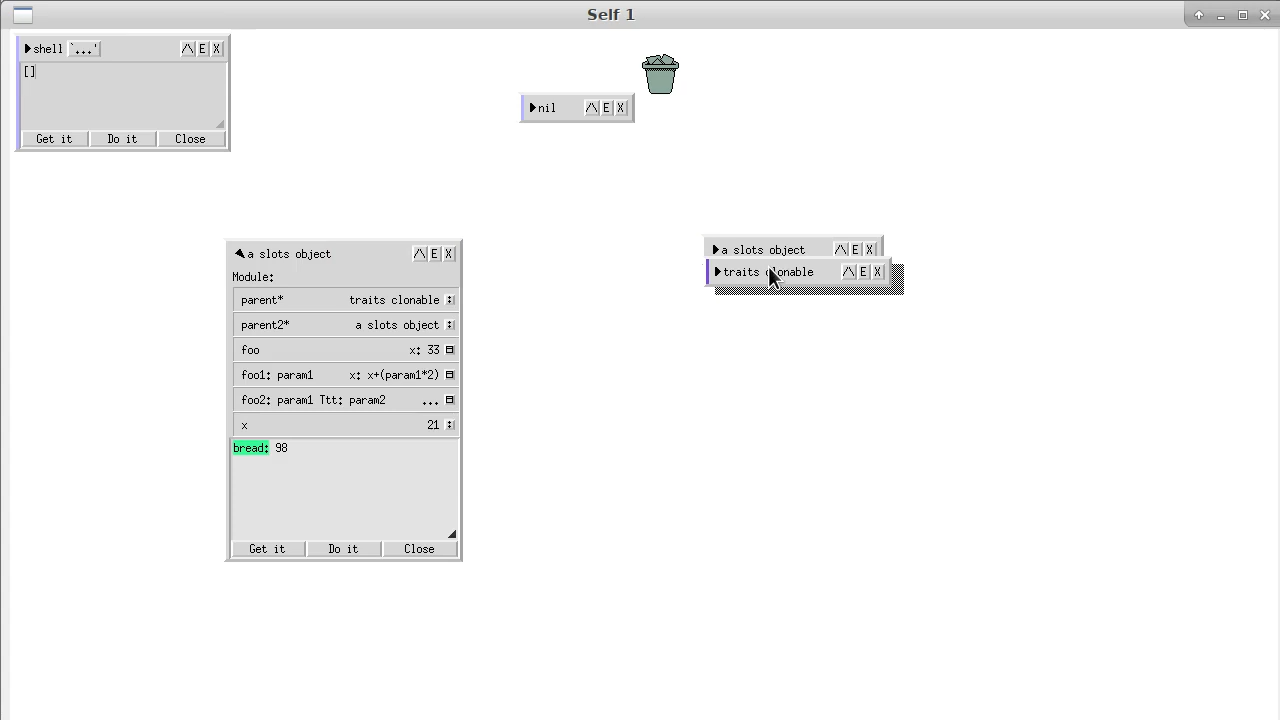 Self 1
shell `...' /\ E X
[]
Get it Do it Close
nil /\ E X
a slots object /\ E X
Module:
parent* traits clonable
parent2* a slots object
foo x: 33
foo1: param1 x: x+(param1*2)
foo2: param1 Ttt: param2 ...
x 21
bread: 98
Get it Do it Close
a slots object /\ E X
traits clonable /\ E X